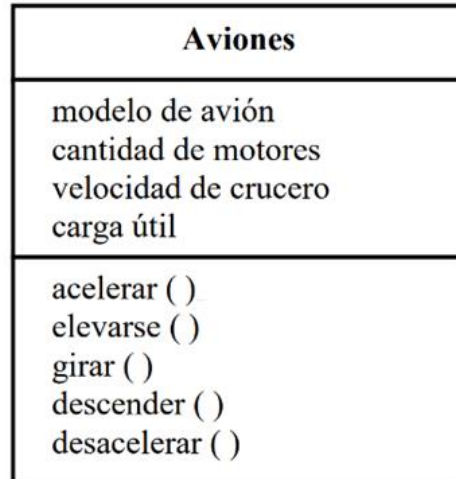 Aviones
modelo de avión
cantidad de motores
velocidad de crucero
carga útil
acelerar ( )
elevarse ( )
girar ( )
descender ( )
desacelerar ( )